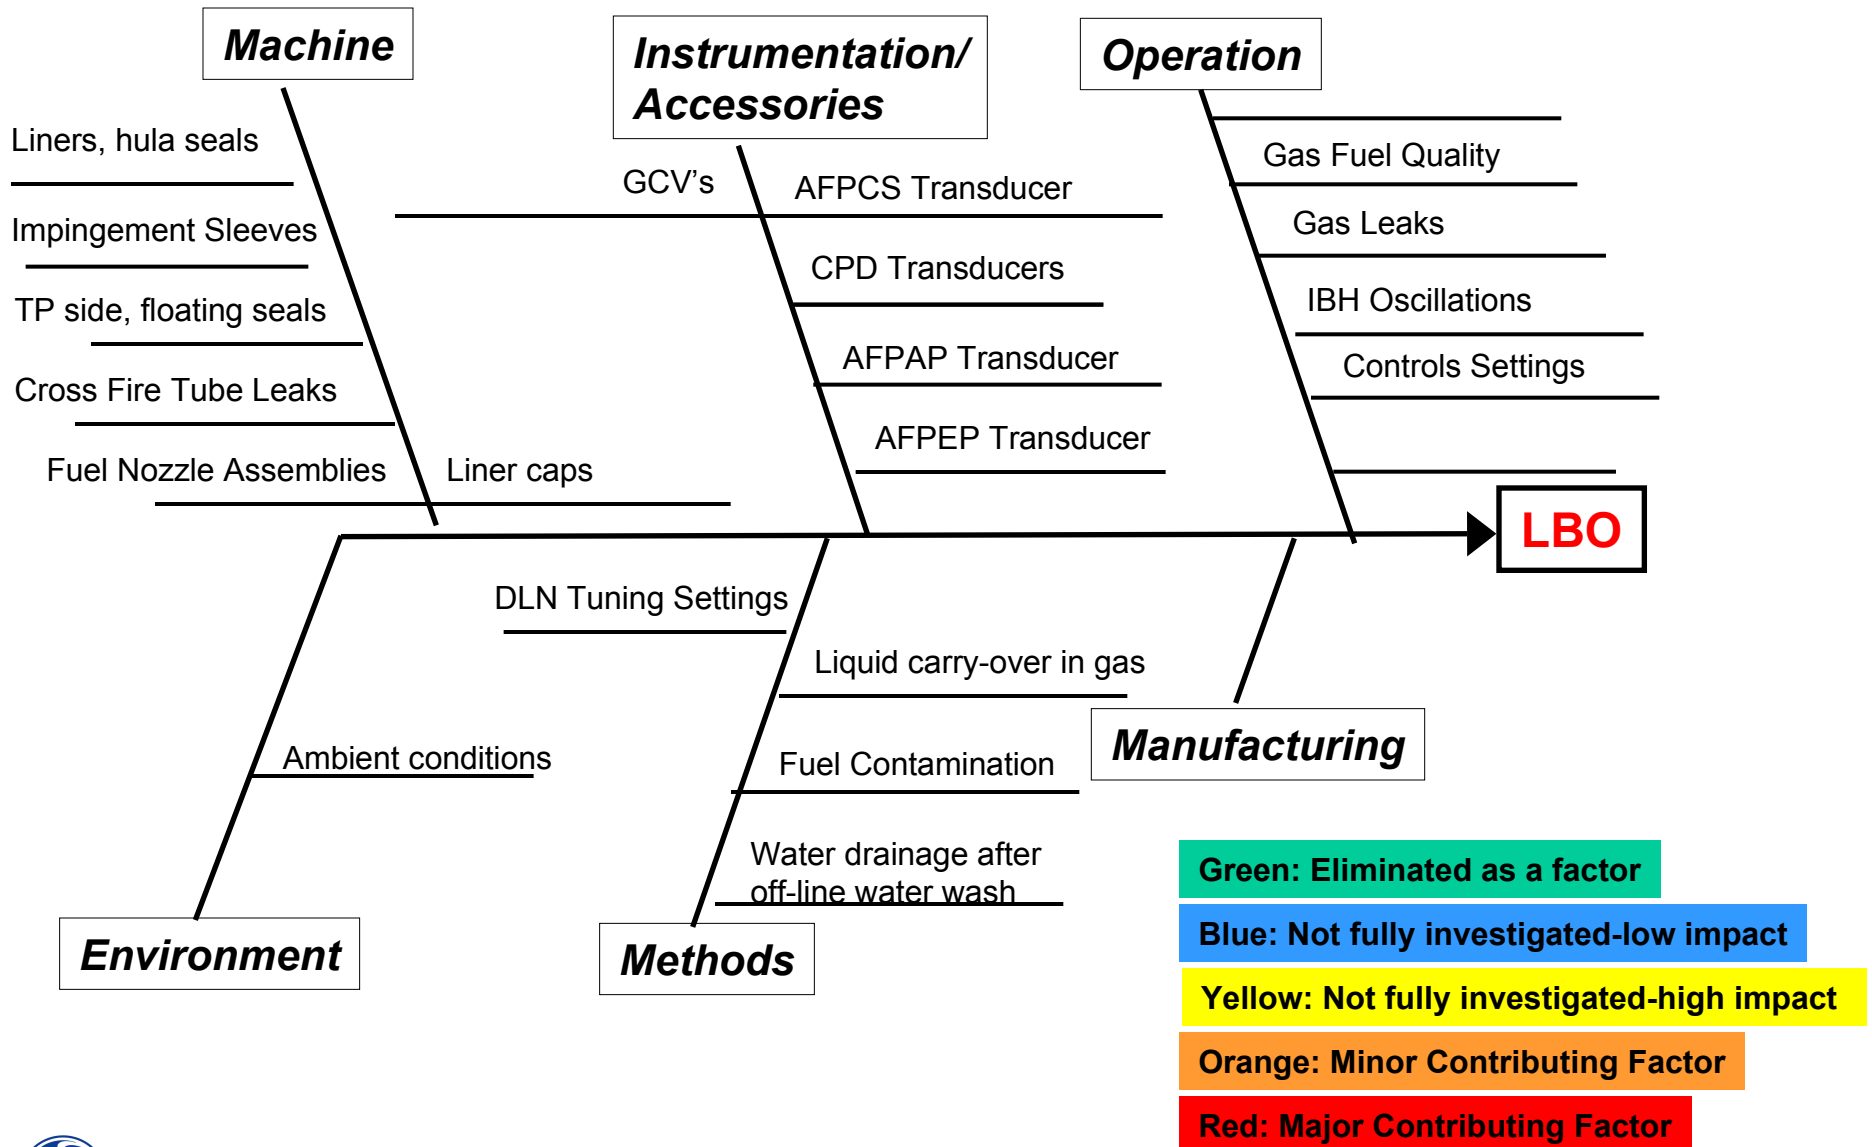 Machine
Instrumentation/
Accessories
Operation
Liners, hula seals
Impingement Sleeves
TP side, floating seals
Cross Fire Tube Leaks
Fuel Nozzle Assemblies
Liner caps
GCV's
AFPCS Transducer
CPD Transducers
AFPAP Transducer
AFPEP Transducer
Gas Fuel Quality
Gas Leaks
IBH Oscillations
Controls Settings
LBO
DLN Tuning Settings
Liquid carry-over in gas
Fuel Contamination
Water drainage after
off-line water wash
Ambient conditions
Manufacturing
Environment
Methods
Green: Eliminated as a factor
Blue: Not fully investigated-low impact
Yellow: Not fully investigated-high impact
Orange: Minor Contributing Factor
Red: Major Contributing Factor